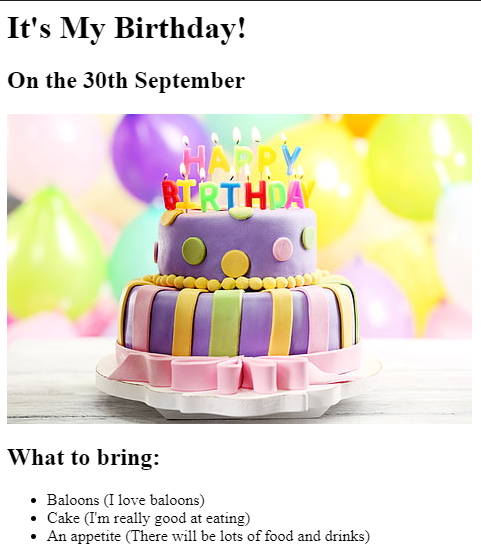 It's My Birthday!
On the 30th September
HAPPY
BIRTHDAY
What to bring:
Baloons (I love baloons)
Cake (I'm really good at eating)
An appetite (There will be lots of food and drinks)